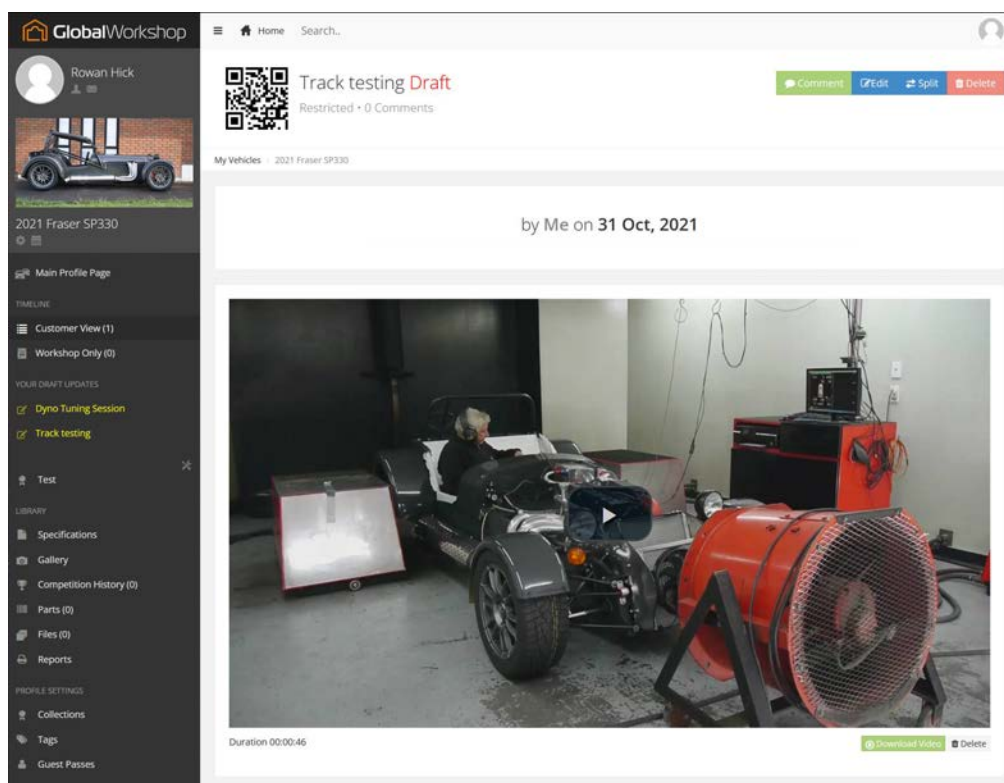 GlobalWorkshop
Home
Search..
Rowan Hick
2021 Fraser SP330
Main Profile Page
TIMELINE
Customer View (1)
Workshop Only (0)
YOUR DRAFT UPDATES
Dyno Tuning Session
Track testing
Test
LIBRARY
Specifications
Gallery
Competition History (0)
Parts (0)
Files (0)
Reports
PROFILE SETTINGS
Collections
Tags
Guest Passes
Track testing Draft
Restricted • 0 Comments
Comment
Edit
Split
Delete
My Vehicles
2021 Fraser SP330
by Me on 31 Oct, 2021
Duration 00:00:46
Download Video
Delete